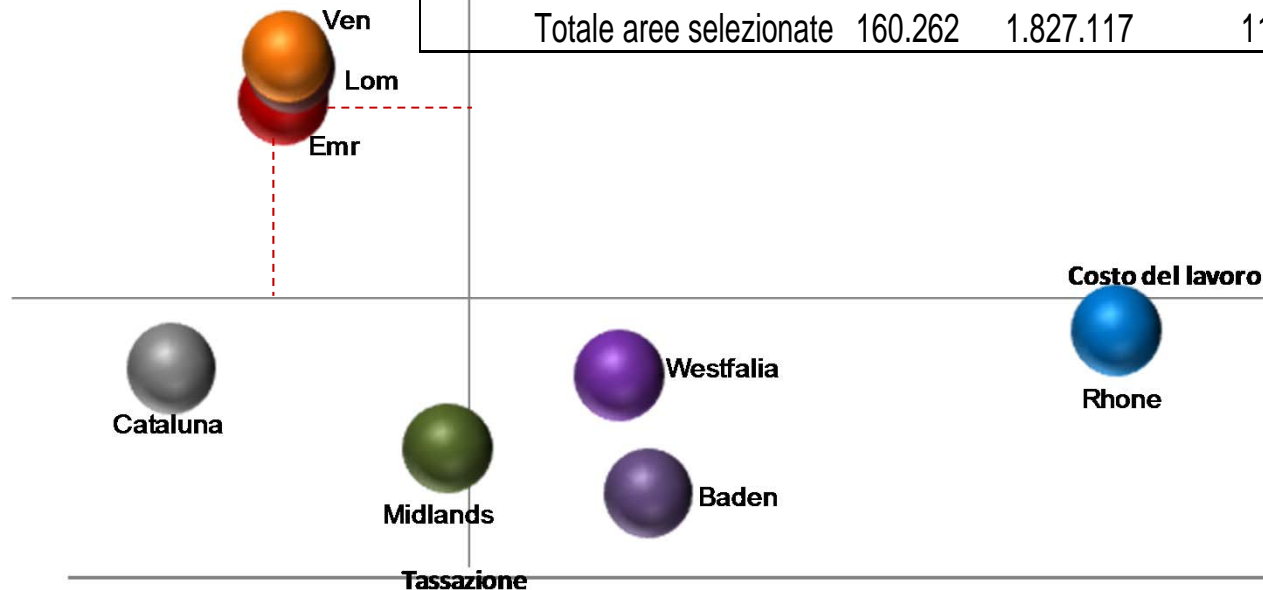 Ven
Totale aree selezionate 160.262 1.827.117 11
Lom
Emr
Costo del lavoro
Westfalia
Rhone
Cataluna
Baden
Midlands
Tassazione